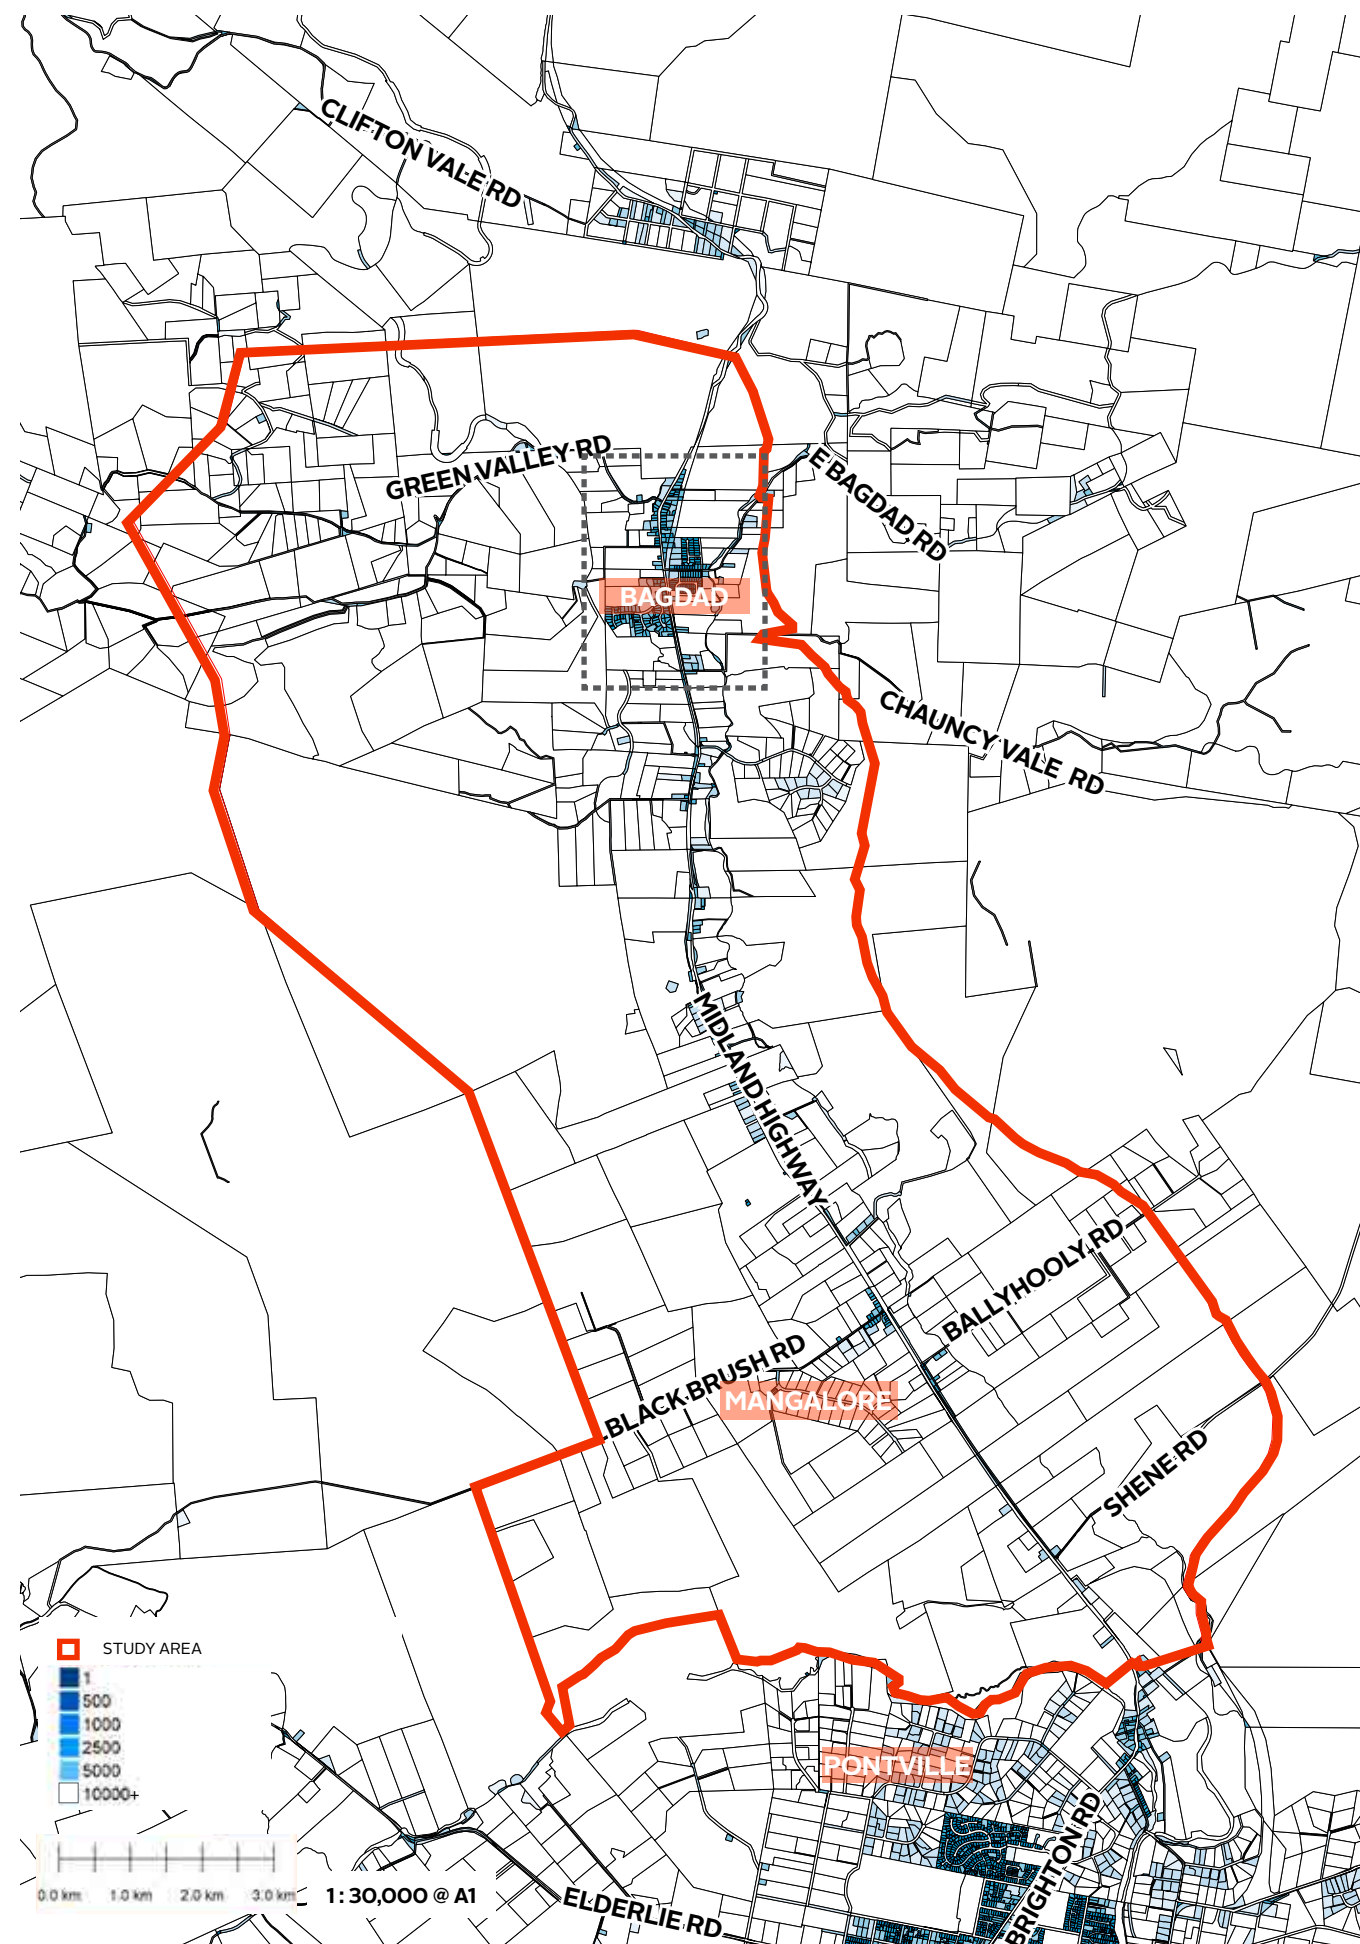 CLIFTON VALE RD
GREEN VALLEY RD
E BAGDAD RD
BAGDAD
CHAUNCY VALE RD
MIDLAND HIGHWAY
BALLYHOOLY RD
BLACK BRUSH RD
MANGALORE
SHENE RD
STUDY AREA
1
500
1000
2500
5000
10000+
PONTVILLE
BRIGHTON RD
0.0 km 1.0 km 2.0 km 3.0 km
1 : 30,000 @ A1
ELDERLIE RD